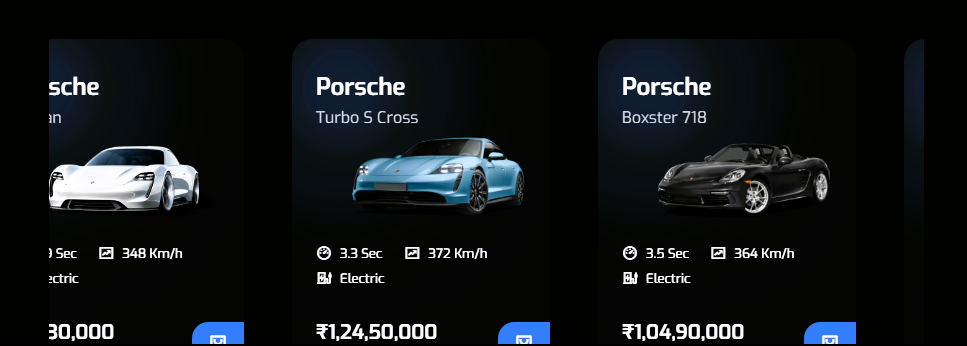 sche
an
9 Sec 348 Km/h
ectric
30,000
Porsche
Turbo S Cross
3.3 Sec 372 Km/h
Electric
₹1,24,50,000
Porsche
Boxster 718
3.5 Sec 364 Km/h
Electric
₹1,04,90,000